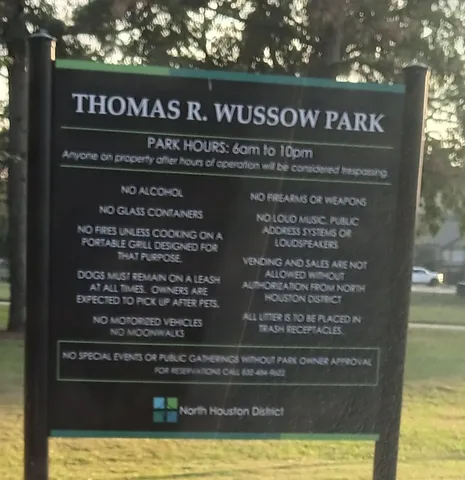 THOMAS R. WUSSOW PARK
PARK HOURS: 6am to 10pm
Anyone on property after hours of operation will be considered trespassing
NO ALCOHOL
NO GLASS CONTAINERS
NO FIRES UNLESS COOKING ON A
PORTABLE GRILL DESIGNED FOR
THAT PURPOSE.
DOGS MUST REMAIN ON A LEASH
AT ALL TIMES. OWNERS ARE
EXPECTED TO PICK UP AFTER PETS.
NO MOTORIZED VEHICLES
NO MOONWALKS
NO FIREARMS OR WEAPONS
NO LOUD MUSIC, PUBLIC
ADDRESS SYSTEMS OR
LOUDSPEAKERS
VENDING AND SALES ARE NOT
ALLOWED WITHOUT
AUTHORIZATION FROM NORTH
HOUSTON DISTRICT
ALL LITTER IS TO BE PLACED IN
TRASH RECEPTACLES.
NO SPECIAL EVENTS OR PUBLIC GATHERINGS WITHOUT PARK OWNER APPROVAL
FOR RESERVATIONS CALL
North Houston District